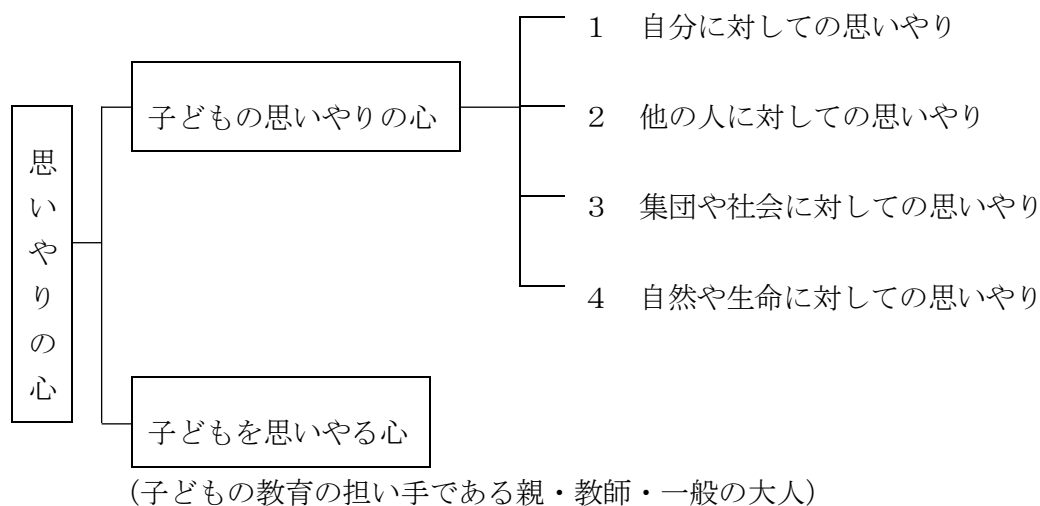 思いやりの心
子どもの思いやりの心
１　自分に対しての思いやり
２　他の人に対しての思いやり
３　集団や社会に対しての思いやり
４　自然や生命に対しての思いやり
子どもを思いやる心
(子どもの教育の担い手である親・教師・一般の大人)